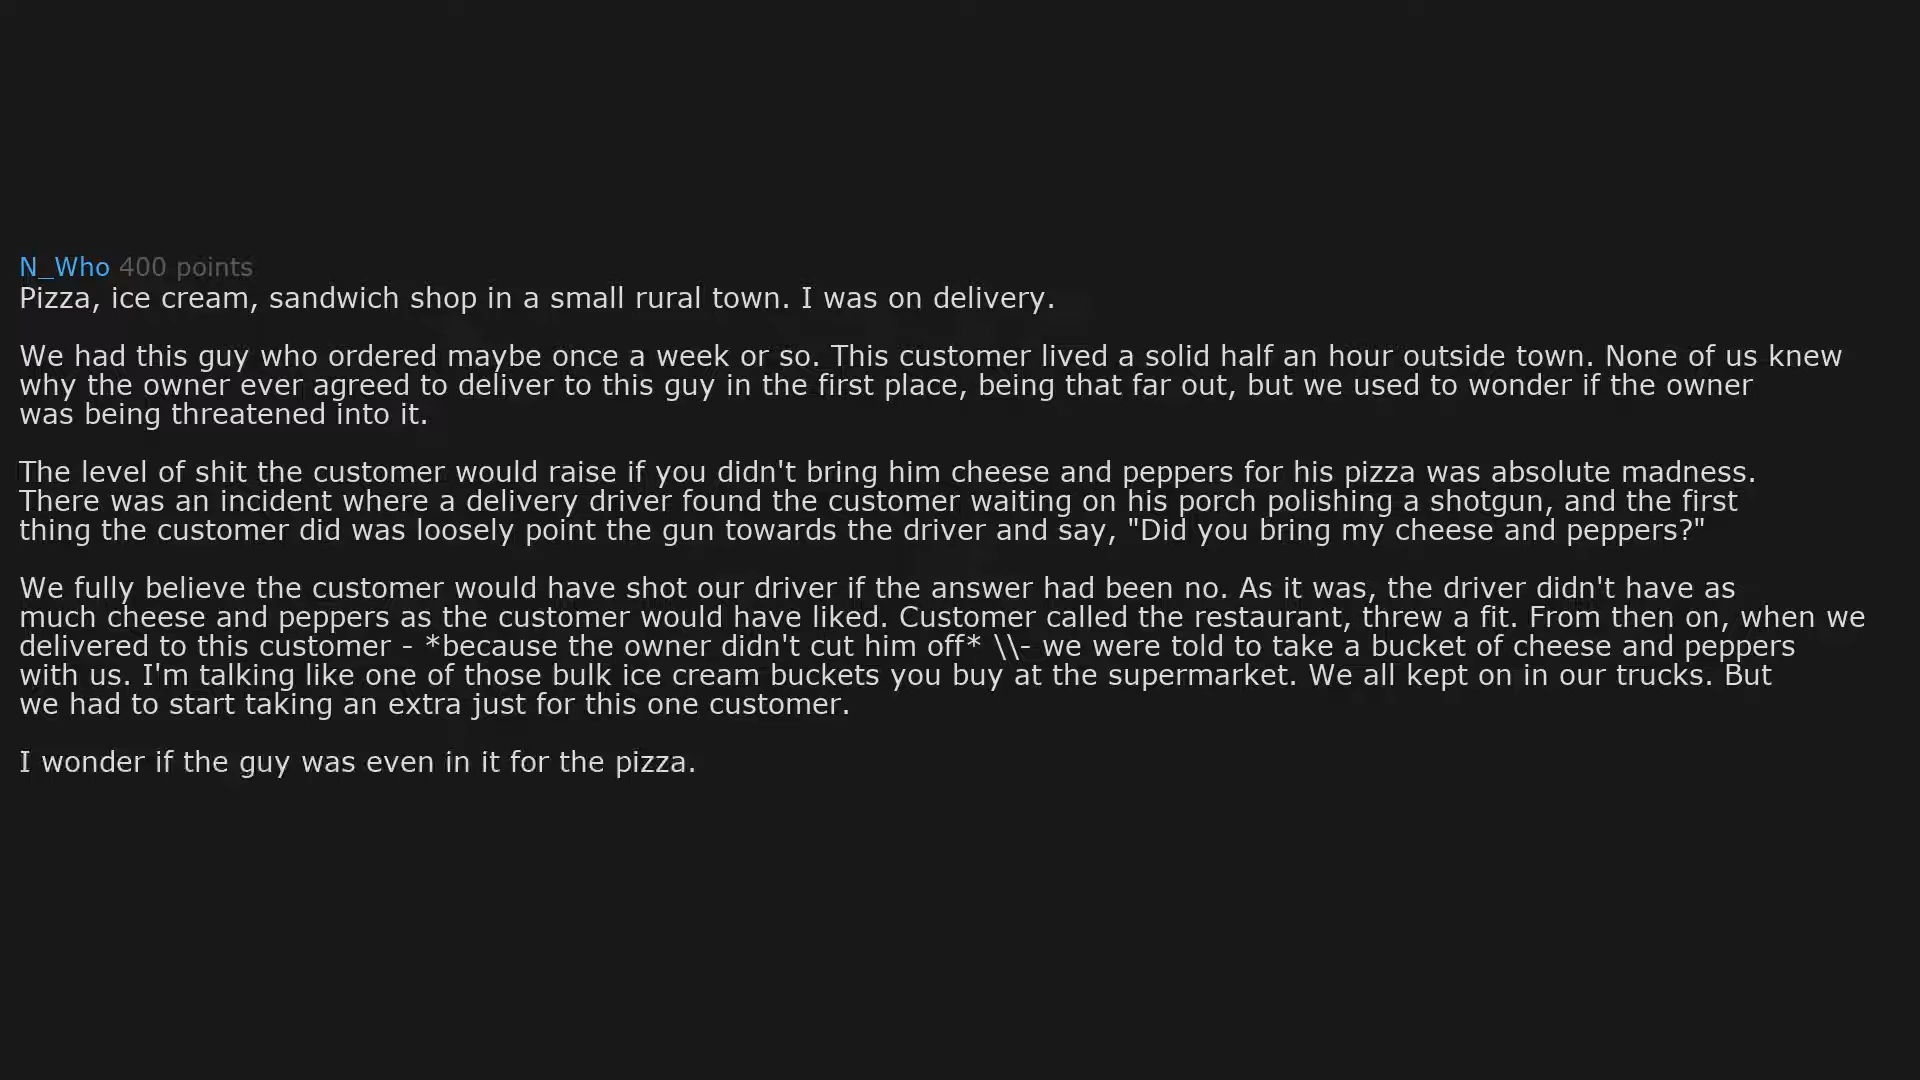 N_Who 400 points
Pizza, ice cream, sandwich shop in a small rural town. I was on delivery.
We had this guy who ordered maybe once a week or so. This customer lived a solid half an hour outside town. None of us knew
why the owner ever agreed to deliver to this guy in the first place, being that far out, but we used to wonder if the owner
was being threatened into it.
The level of shit the customer would raise if you didn't bring him cheese and peppers for his pizza was absolute madness.
There was an incident where a delivery driver found the customer waiting on his porch polishing a shotgun, and the first
thing the customer did was loosely point the gun towards the driver and say, "Did you bring my cheese and peppers?"
We fully believe the customer would have shot our driver if the answer had been no. As it was, the driver didn't have as
much cheese and peppers as the customer would have liked. Customer called the restaurant, threw a fit. From then on, when we
delivered to this customer - *because the owner didn't cut him off* \\- we were told to take a bucket of cheese and peppers
with us. I'm talking like one of those bulk ice cream buckets you buy at the supermarket. We all kept on in our trucks. But
we had to start taking an extra just for this one customer.
I wonder if the guy was even in it for the pizza.